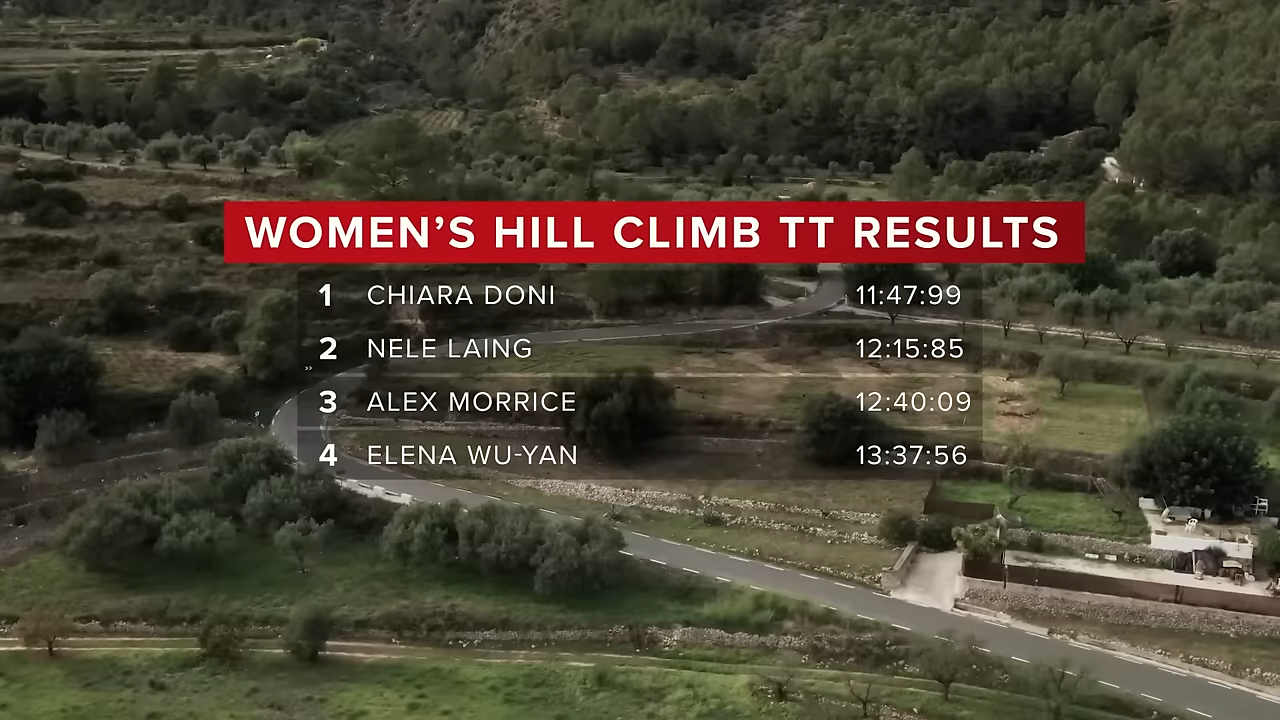 WOMEN’S HILL CLIMB TT RESULTS
1 CHIARA DONI 11:47:99
2 NELE LAING 12:15:85
3 ALEX MORRICE 12:40:09
4 ELENA WU-YAN 13:37:56